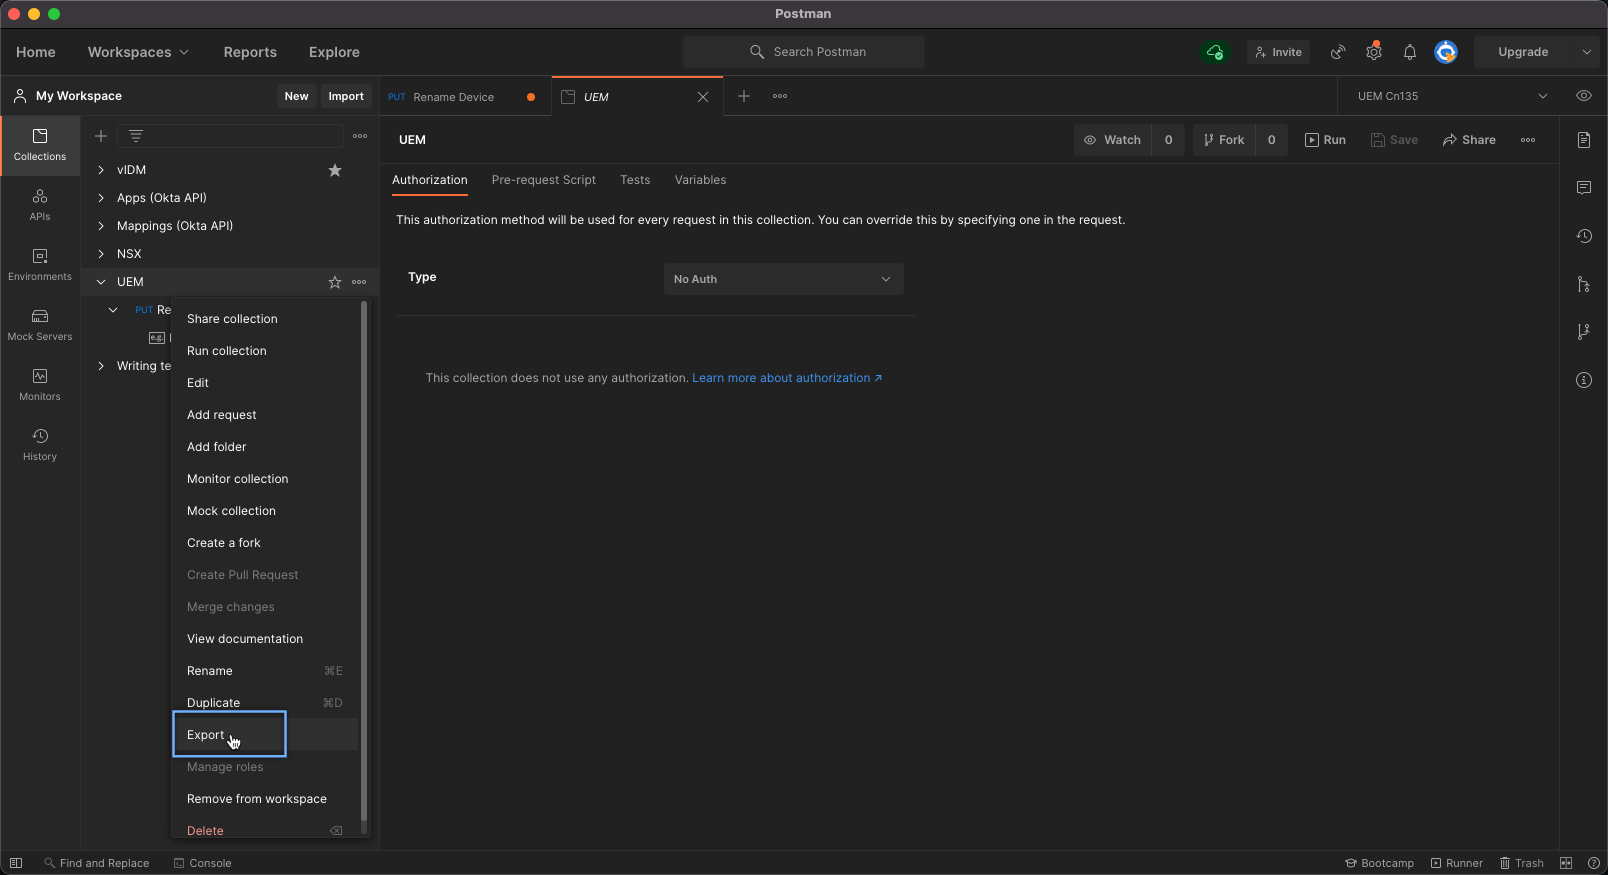 Postman
Home Workspaces Reports Explore Search Postman Invite Upgrade
My Workspace New Import PUT Rename Device UEM UEM Cn135
Collections
APIs
Environments
Mock Servers
Monitors
History
vIDM
Apps (Okta API)
Mappings (Okta API)
NSX
UEM
PUT Re
e.g.
Writing te
Share collection
Run collection
Edit
Add request
Add folder
Monitor collection
Mock collection
Create a fork
Create Pull Request
Merge changes
View documentation
Rename ⌘E
Duplicate ⌘D
Export
Manage roles
Remove from workspace
Delete
UEM Watch 0 Fork 0 Run Save Share
Authorization Pre-request Script Tests Variables
This authorization method will be used for every request in this collection. You can override this by specifying one in the request.
Type No Auth
This collection does not use any authorization. Learn more about authorization ↗
Find and Replace Console Bootcamp Runner Trash